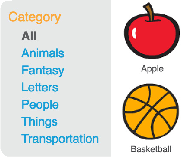 Category
All
Animals
Fantasy
Letters
People
Things
Transportation
Apple
Basketball